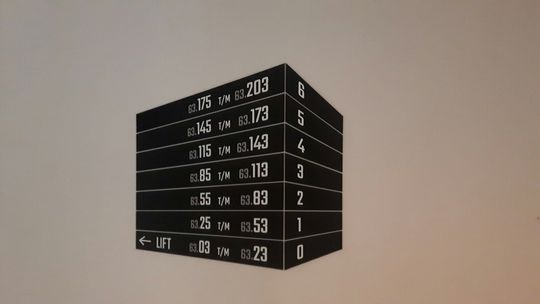 63.175 T/M 63.203 6
63.145 T/M 63.173 5
63.115 T/M 63.143 4
63.85 T/M 63.113 3
63.55 T/M 63.83 2
63.25 T/M 63.53 1
← LIFT 63.03 T/M 63.23 0